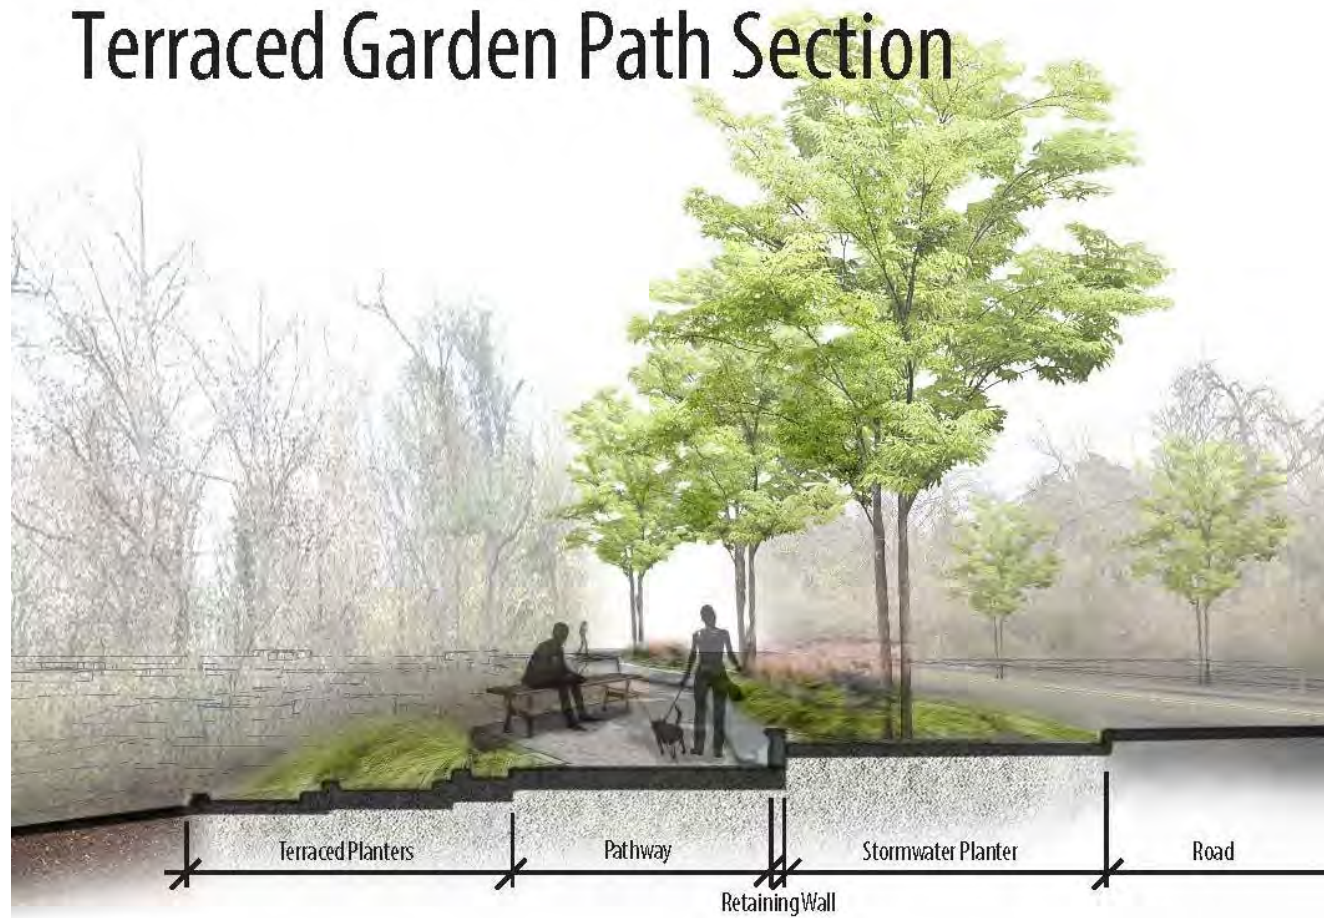 Terraced Garden Path Section
Terraced Planters
Pathway
Stormwater Planter
Road
Retaining Wall